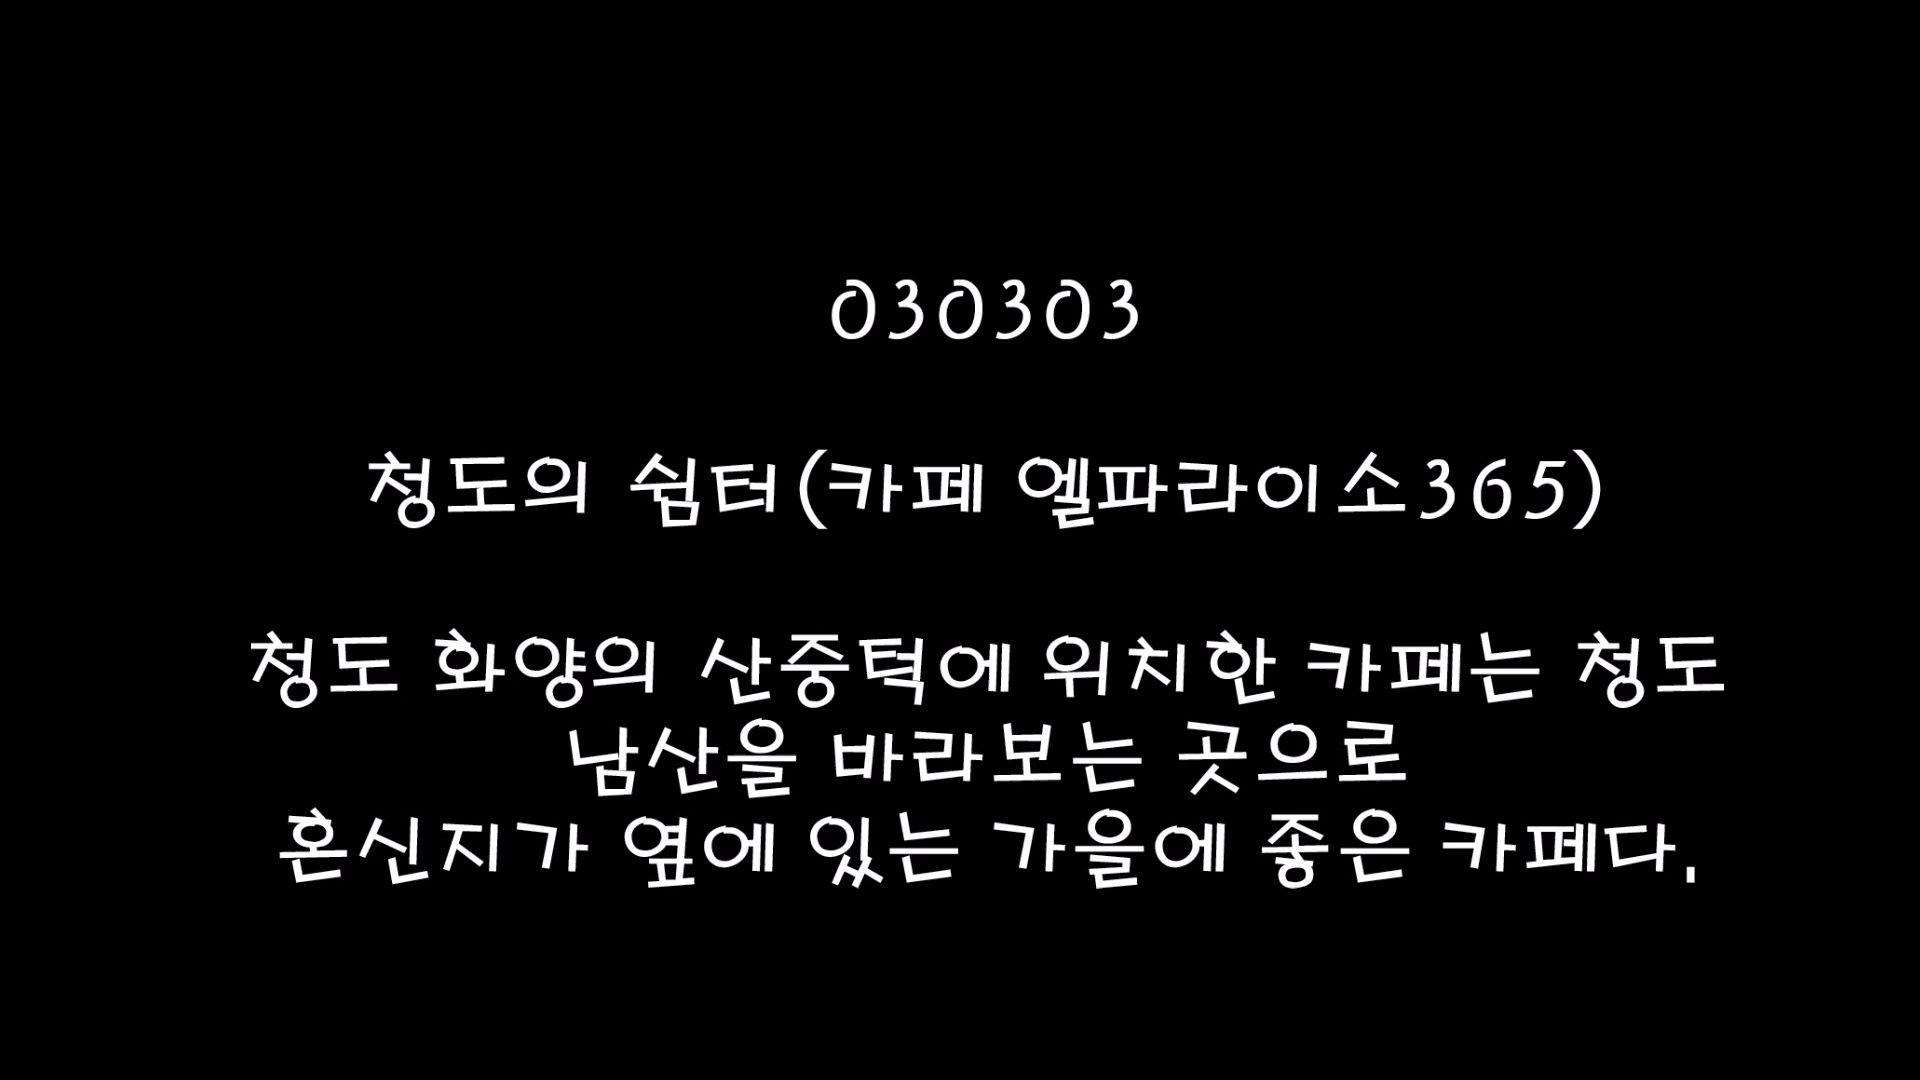 030303
청도의 쉼터(카페 엘파라이소365)
청도 화양의 산중턱에 위치한 카페는 청도
남산을 바라보는 곳으로
혼신지가 옆에 있는 가을에 좋은 카페다.